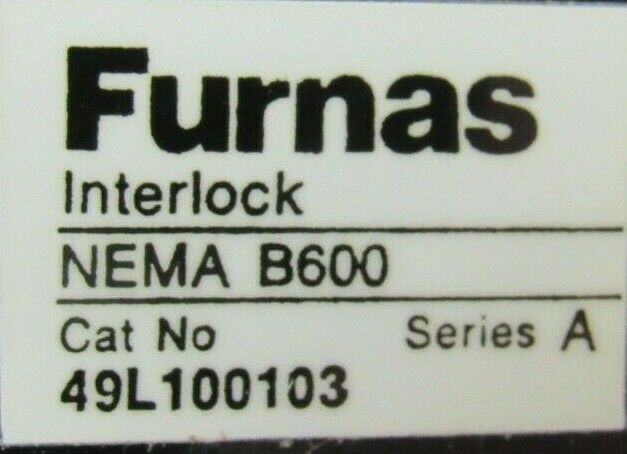 Furnas
Interlock
NEMA B600
Cat No Series A
49L100103